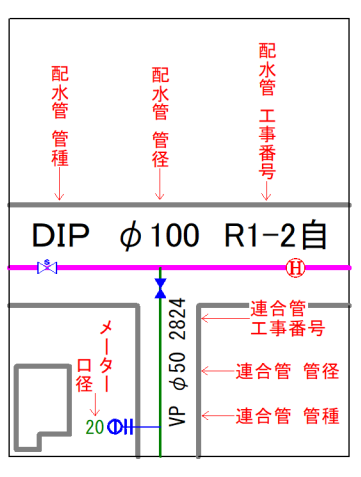 配水管 管種
配水管 管径
配水管 工事番号
DIP φ100 R1-2自
S
H
VP φ50 2824
連合管
工事番号
連合管 管径
連合管 管種
メーター
口径
20